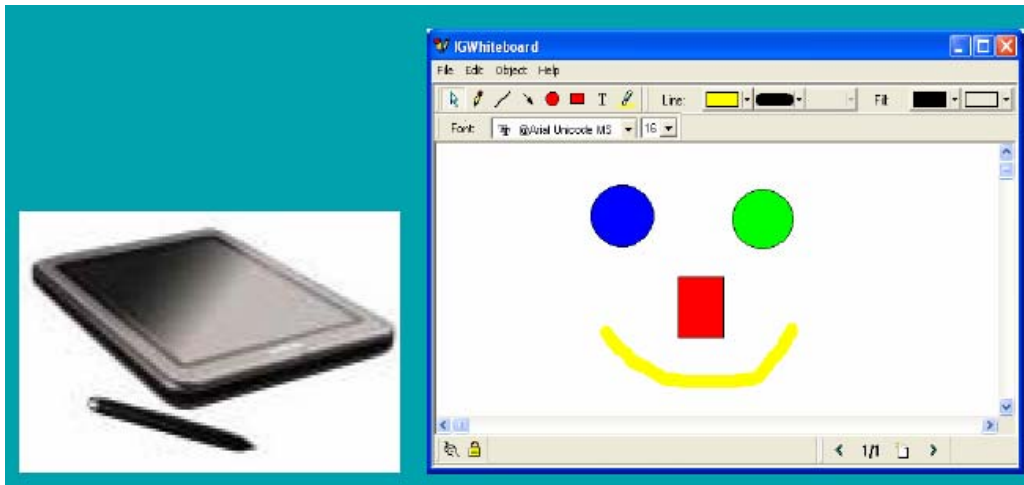 IGWhiteboard
File Edit Object Help
T Line: Fill:
Font: @Arial Unicode MS 16
1/1